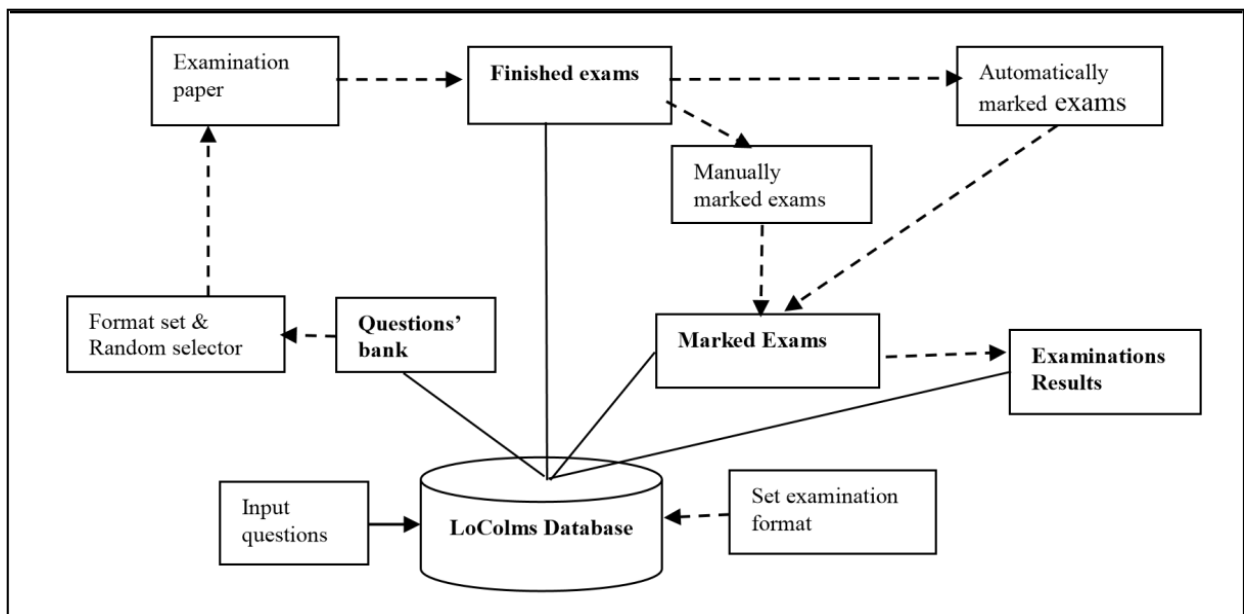 Examination
paper
Finished exams
Automatically
marked exams
Manually
marked exams
Format set &
Random selector
Questions’
bank
Marked Exams
Examinations
Results
Input
questions
LoColms Database
Set examination
format